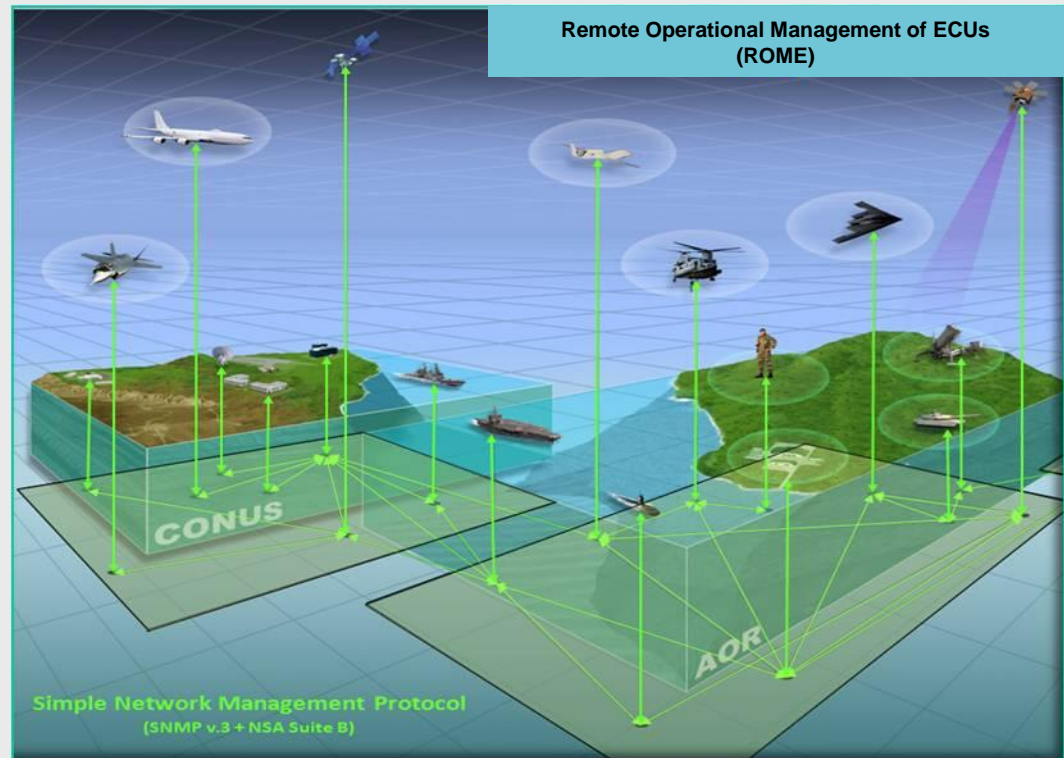 Remote Operational Management of ECUs
(ROME)
CONUS
AOR
Simple Network Management Protocol
(SNMP v.3 + NSA Suite B)